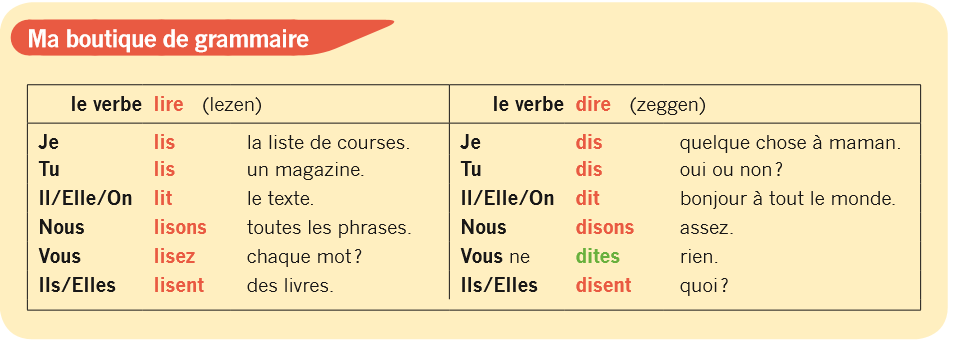 Ma boutique de grammaire
le verbe lire (lezen)
Je lis la liste de courses.
Tu lis un magazine.
Il/Elle/On lit le texte.
Nous lisons toutes les phrases.
Vous lisez chaque mot ?
Ils/Elles lisent des livres.
le verbe dire (zeggen)
Je dis quelque chose à maman.
Tu dis oui ou non ?
Il/Elle/On dit bonjour à tout le monde.
Nous disons assez.
Vous ne dites rien.
Ils/Elles disent quoi ?